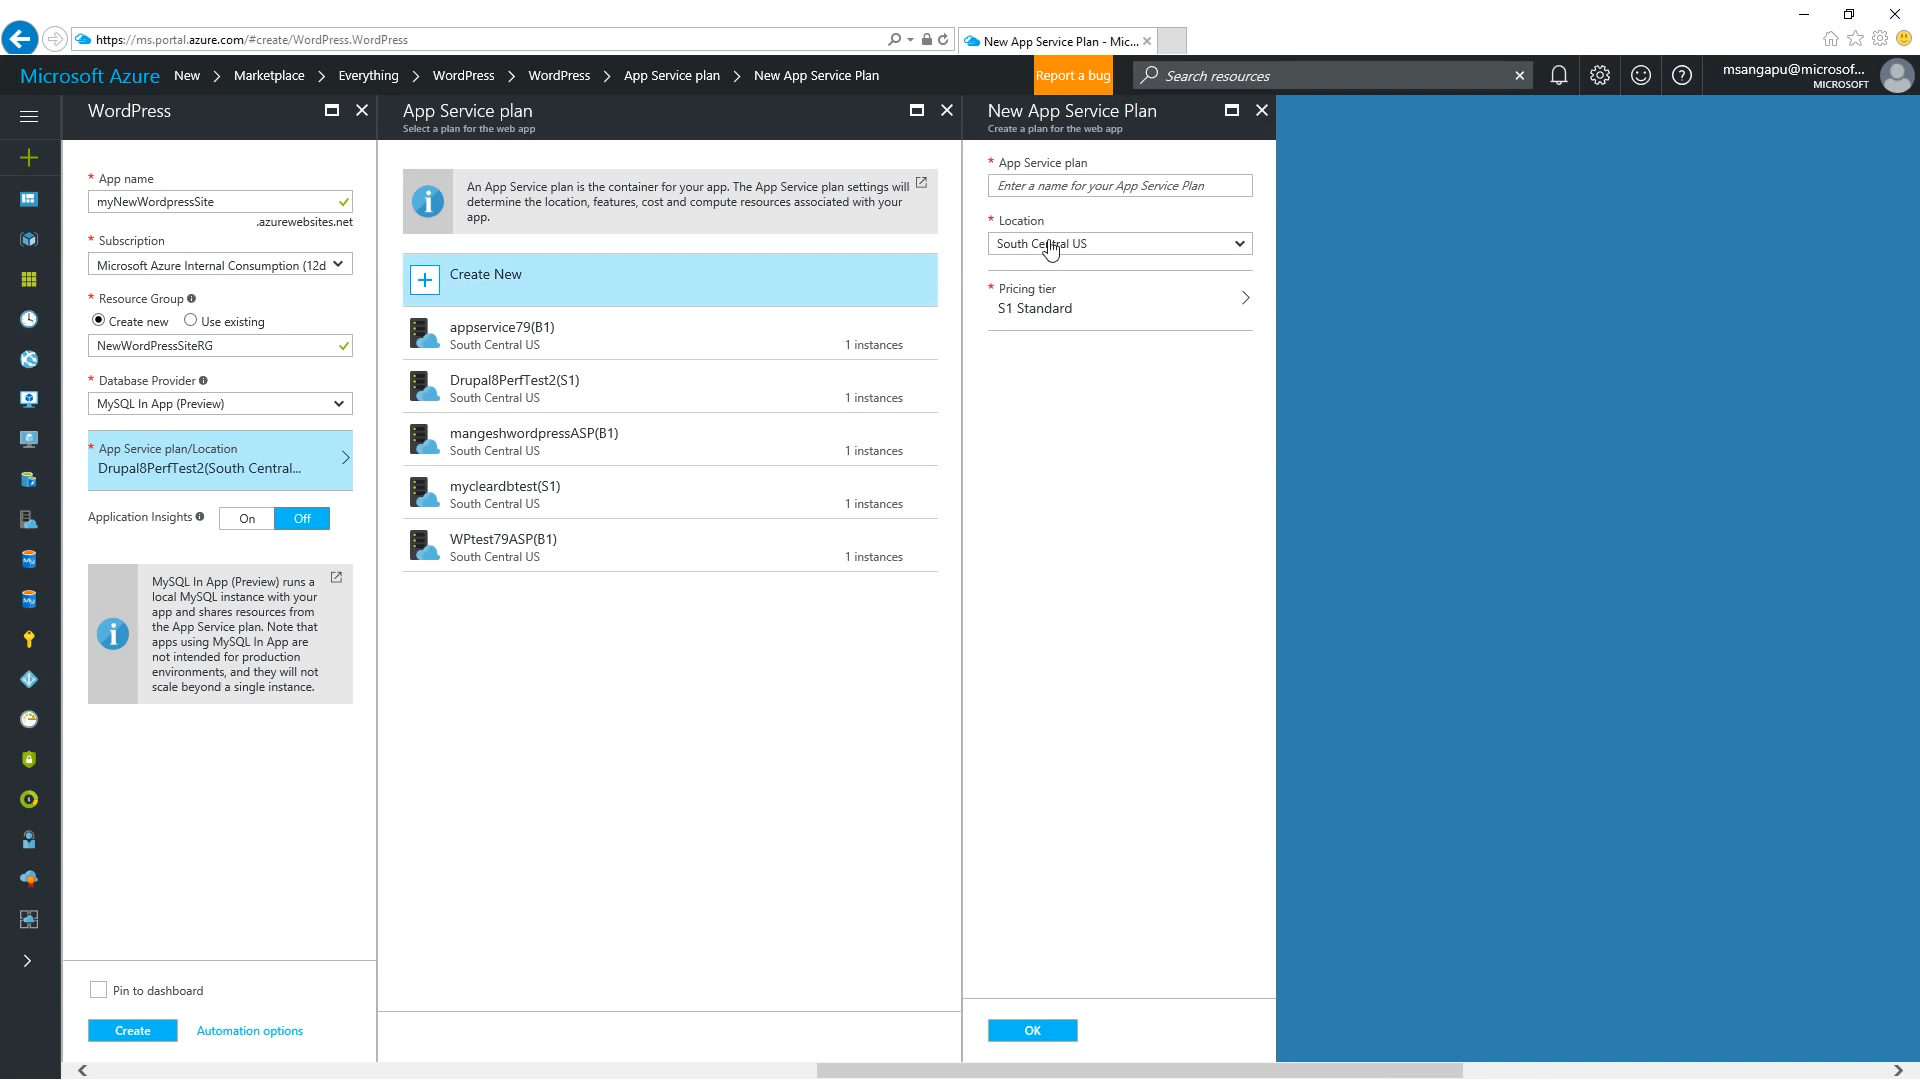 https://ms.portal.azure.com/#create/WordPress.WordPress
New App Service Plan - Mic...
Microsoft Azure New > Marketplace > Everything > WordPress > WordPress > App Service plan > New App Service Plan
Report a bug
Search resources
msangapu@microsof...
MICROSOFT
WordPress
* App name
myNewWordpressSite
.azurewebsites.net
* Subscription
Microsoft Azure Internal Consumption (12d
* Resource Group
Create new Use existing
NewWordPressSiteRG
* Database Provider
MySQL In App (Preview)
* App Service plan/Location
Drupal8PerfTest2(South Central...
Application Insights On Off
MySQL In App (Preview) runs a
local MySQL instance with your
app and shares resources from
the App Service plan. Note that
apps using MySQL In App are
not intended for production
environments, and they will not
scale beyond a single instance.
Pin to dashboard
Create Automation options
App Service plan
Select a plan for the web app
An App Service plan is the container for your app. The App Service plan settings will
determine the location, features, cost and compute resources associated with your
app.
Create New
appservice79(B1)
South Central US 1 instances
Drupal8PerfTest2(S1)
South Central US 1 instances
mangeshwordpressASP(B1)
South Central US 1 instances
mycleardbtest(S1)
South Central US 1 instances
WPtest79ASP(B1)
South Central US 1 instances
New App Service Plan
Create a plan for the web app
* App Service plan
Enter a name for your App Service Plan
* Location
South Central US
* Pricing tier
S1 Standard
OK